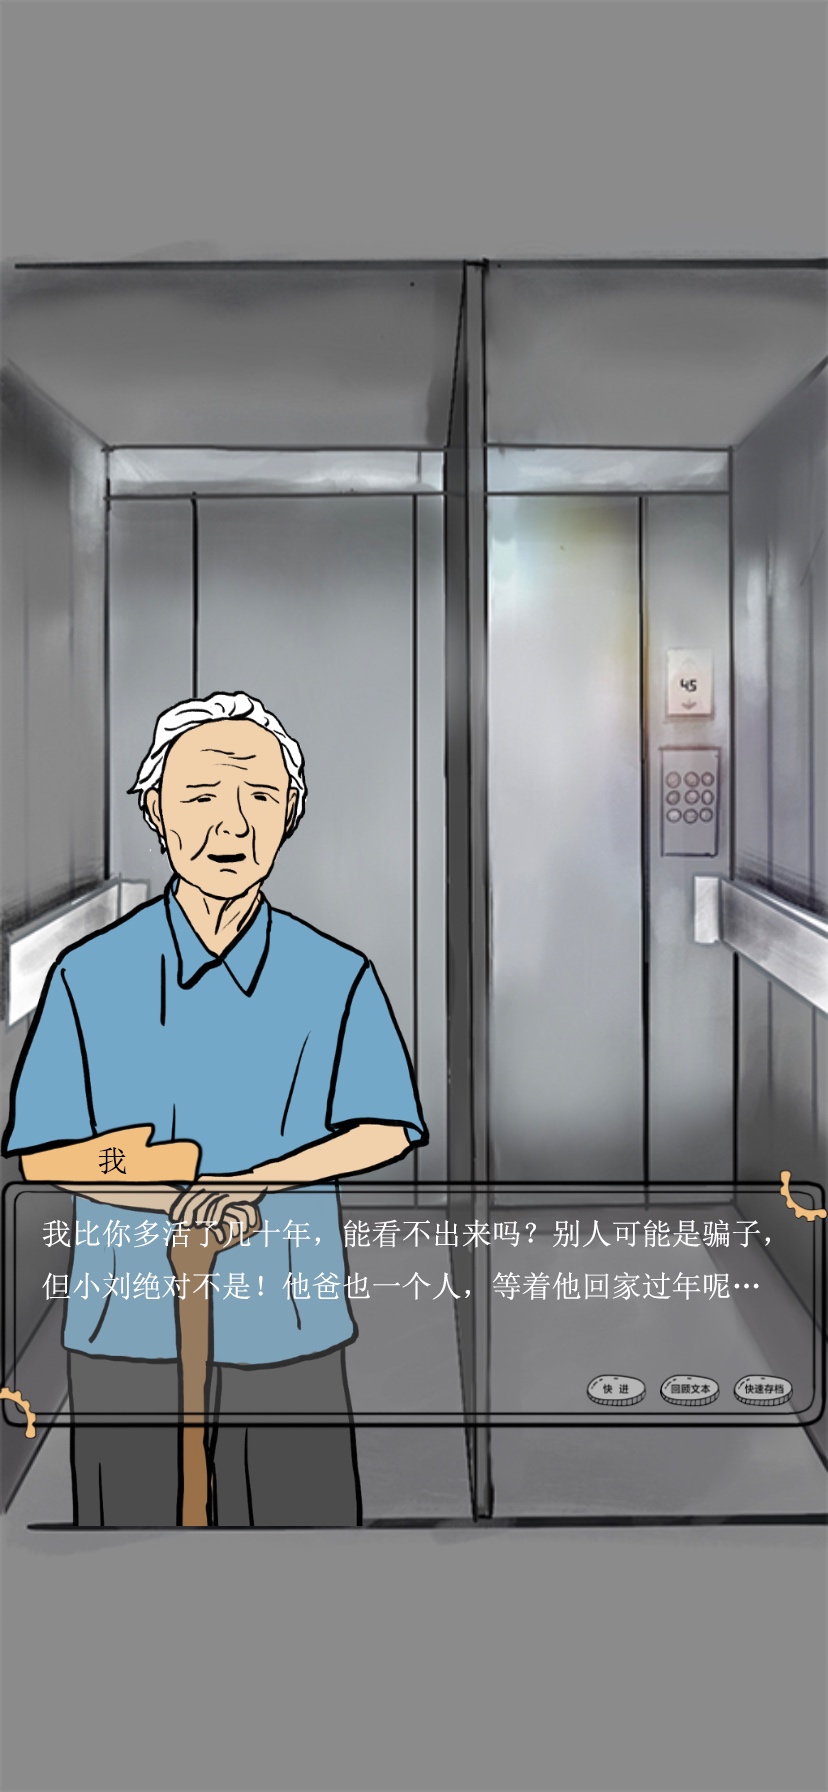 45
我
我比你多活了几十年，能看不出来吗？别人可能是骗子，
但小刘绝对不是！他爸也一个人，等着他回家过年呢…
快 进
回顾文本
快速存档